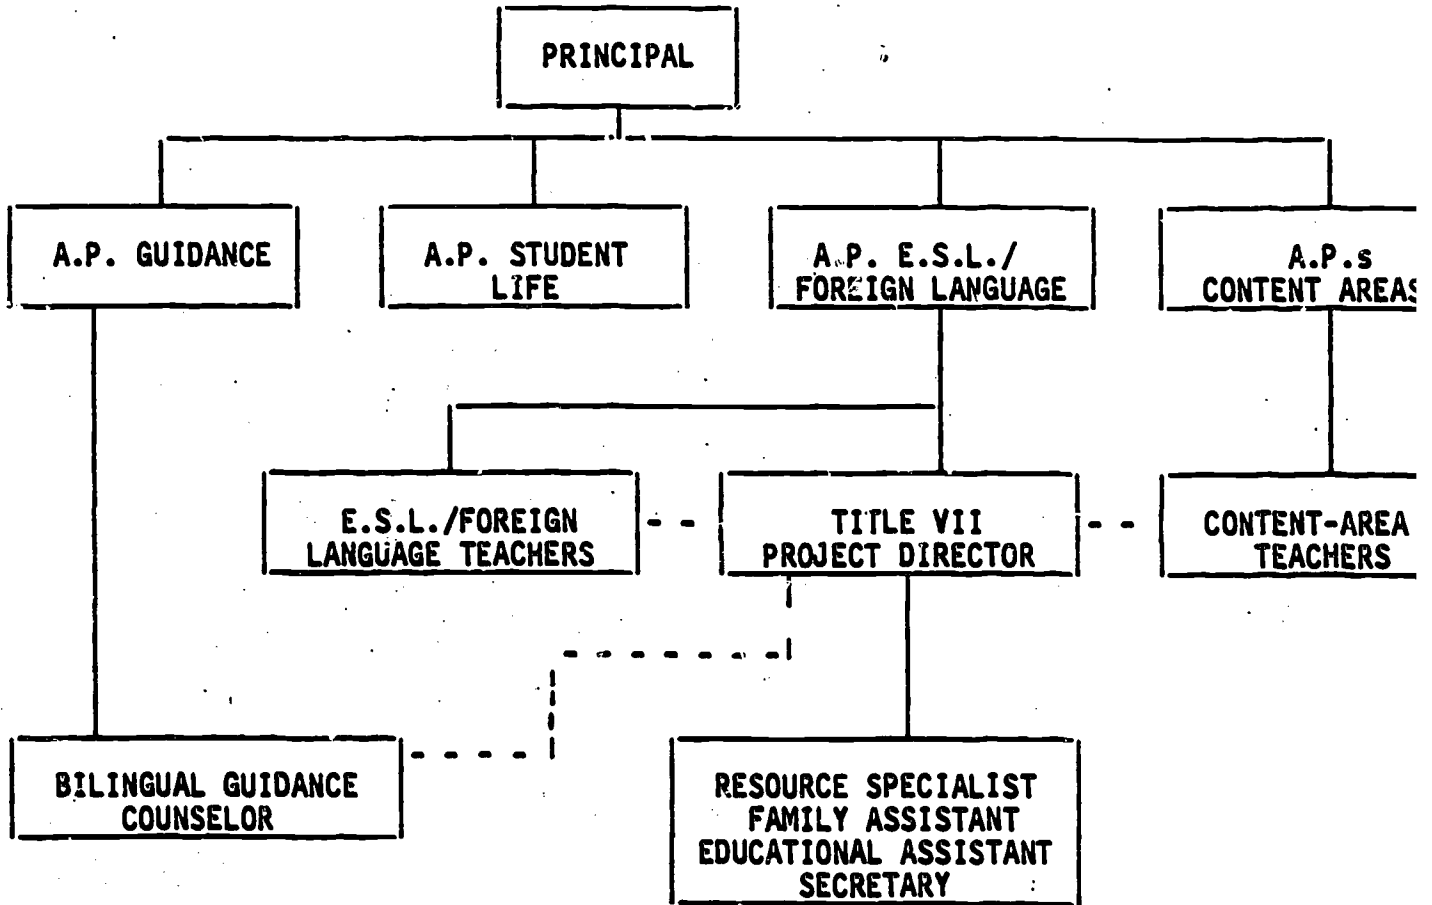 PRINCIPAL
A.P. GUIDANCE
A.P. STUDENT
LIFE
A.P. E.S.L./
FOREIGN LANGUAGE
A.P.s
CONTENT AREAS
E.S.L./FOREIGN
LANGUAGE TEACHERS
TITLE VII
PROJECT DIRECTOR
CONTENT-AREA
TEACHERS
BILINGUAL GUIDANCE
COUNSELOR
RESOURCE SPECIALIST
FAMILY ASSISTANT
EDUCATIONAL ASSISTANT
SECRETARY